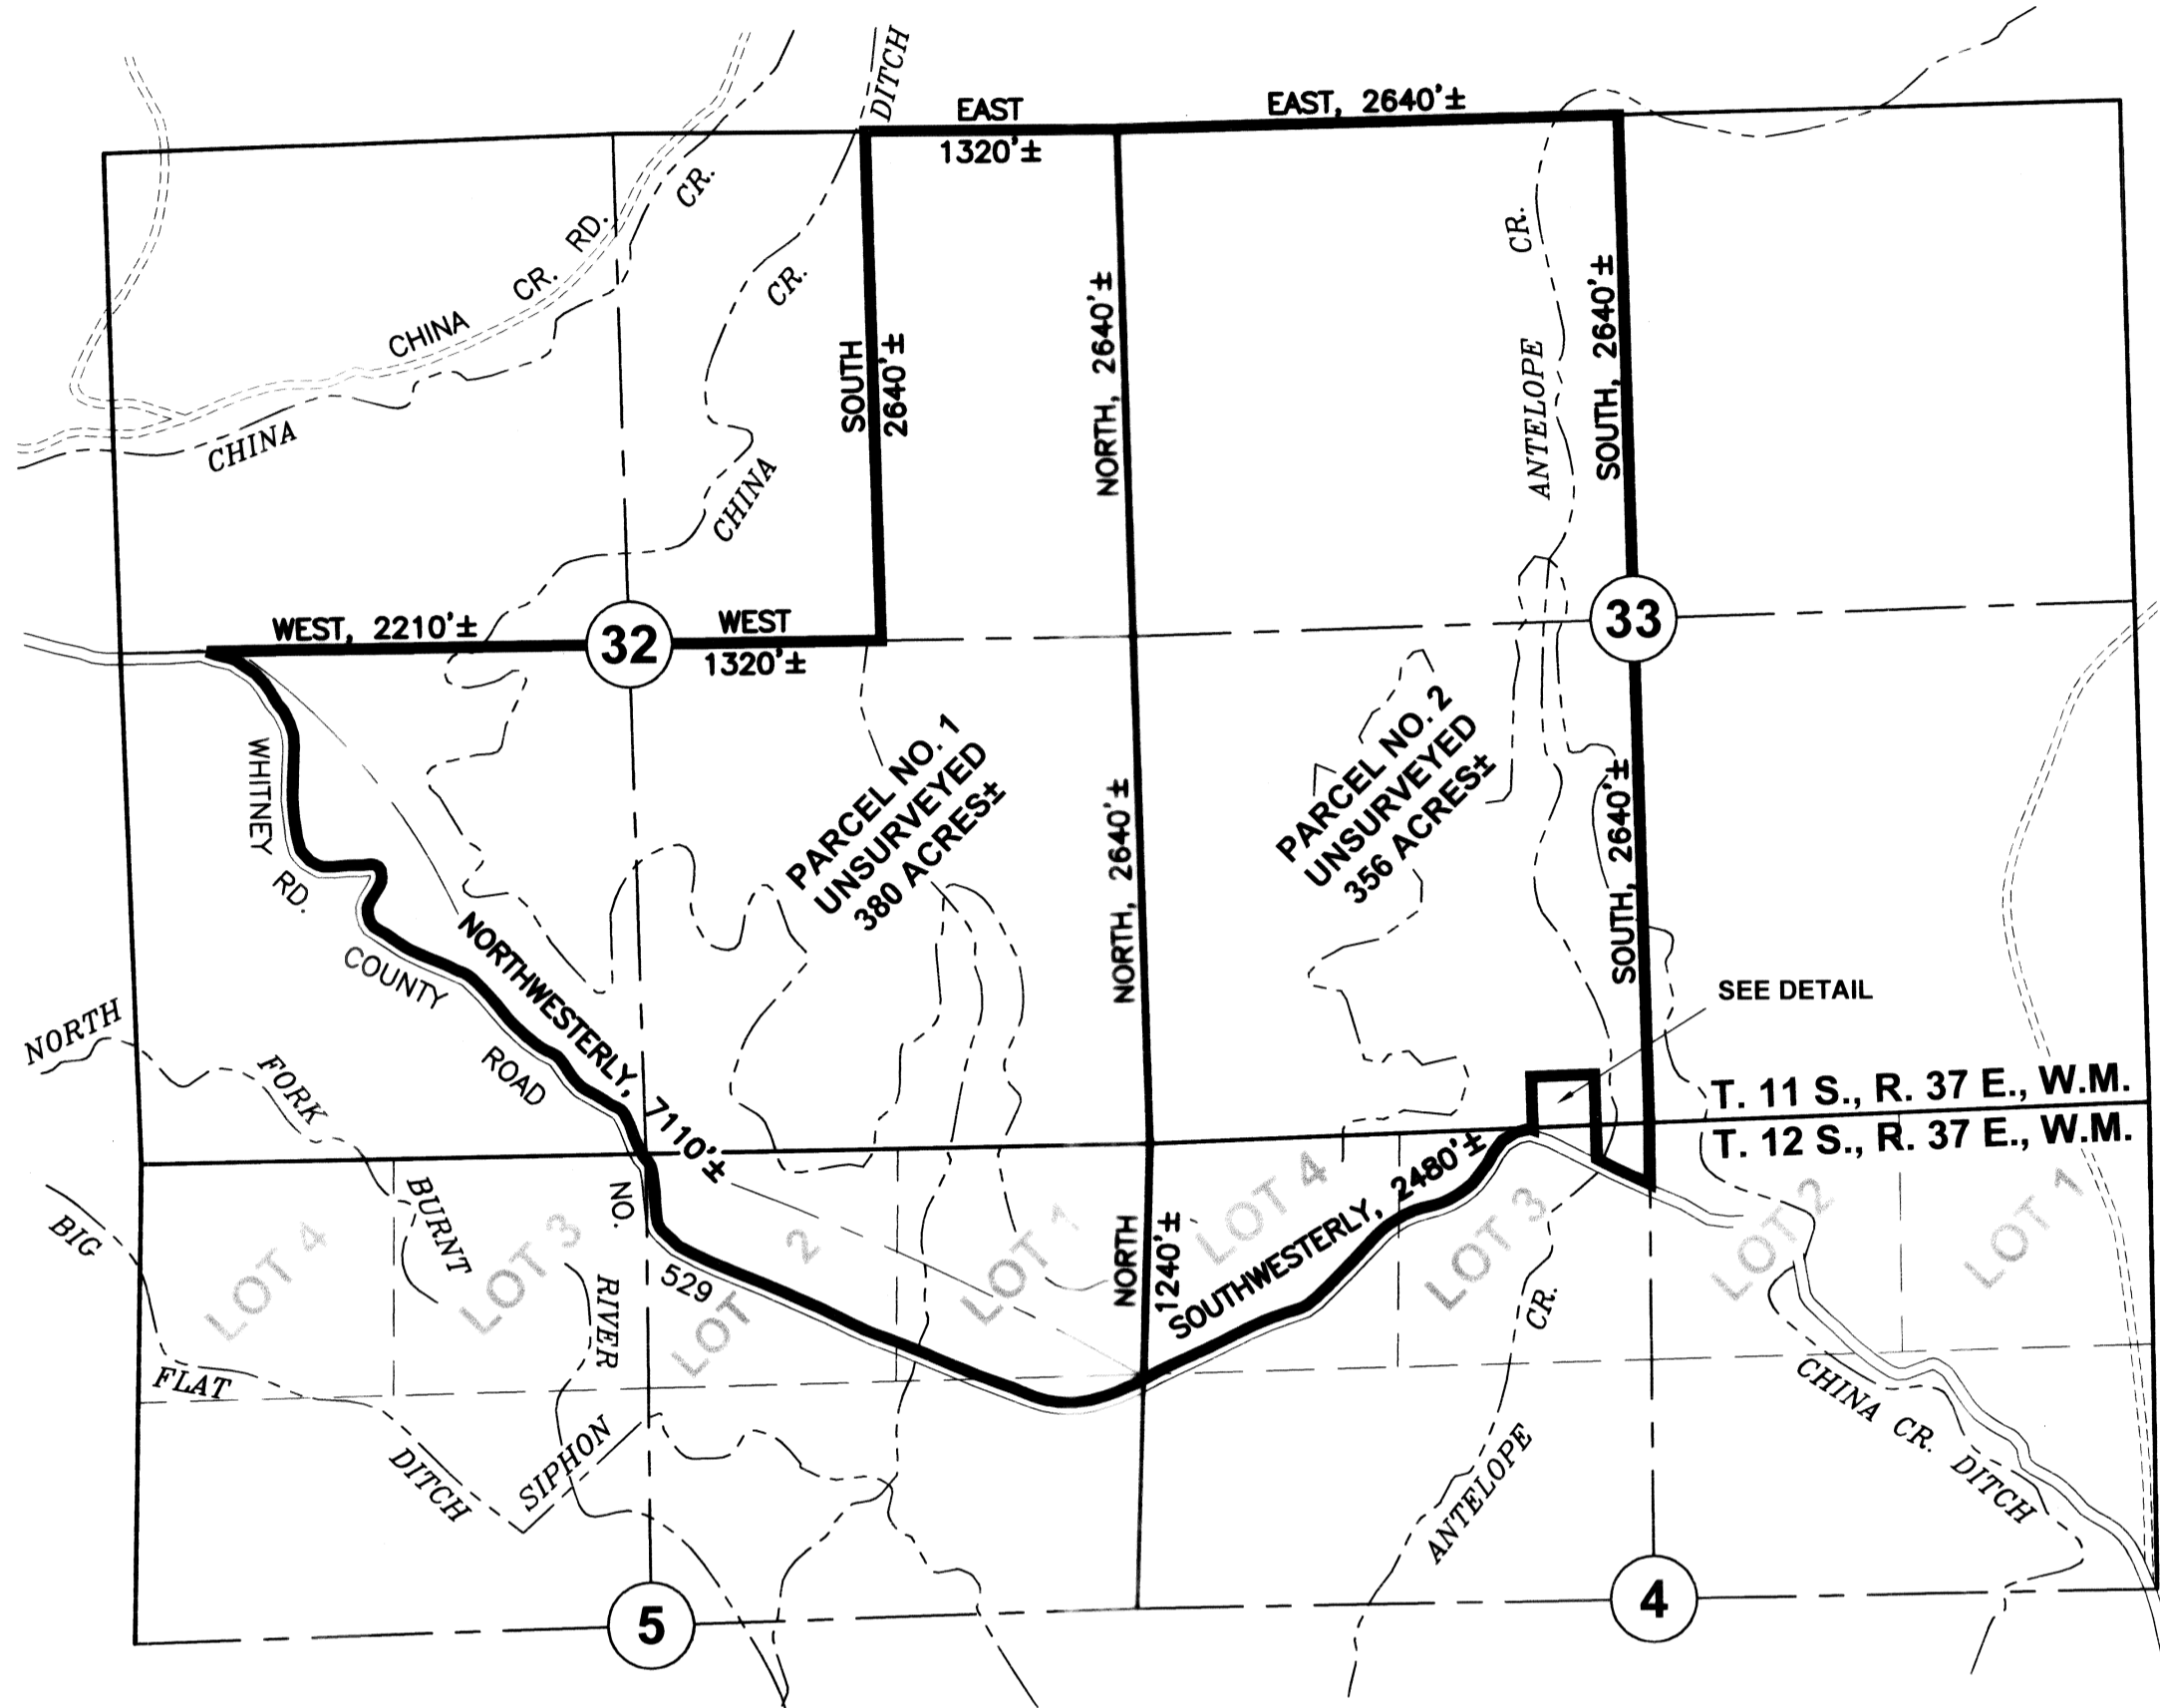 DITCH
EAST
1320'±
EAST, 2640'±
CR.
CHINA CR. RD.
CR.
CR.
ANTELOPE
CHINA
CHINA
SOUTH
2640'±
NORTH, 2640'±
SOUTH, 2640'±
WEST, 2210'±
32
WEST
1320'±
33
WHITNEY
RD.
COUNTY
ROAD
NO.
529
PARCEL NO. 1
UNSURVEYED
380 ACRES±
PARCEL NO. 2
UNSURVEYED
356 ACRES±
NORTH, 2640'±
SOUTH, 2640'±
NORTHWESTERLY, 7110'±
SEE DETAIL
T. 11 S., R. 37 E., W.M.
T. 12 S., R. 37 E., W.M.
NORTH
FORK
BURNT
RIVER
BIG
FLAT
DITCH
SIPHON
LOT 4
LOT 3
LOT 2
LOT 1
NORTH
1240'±
SOUTHWESTERLY, 2480'±
LOT 4
LOT 3
LOT 2
LOT 1
CR.
ANTELOPE
CHINA CR. DITCH
5
4